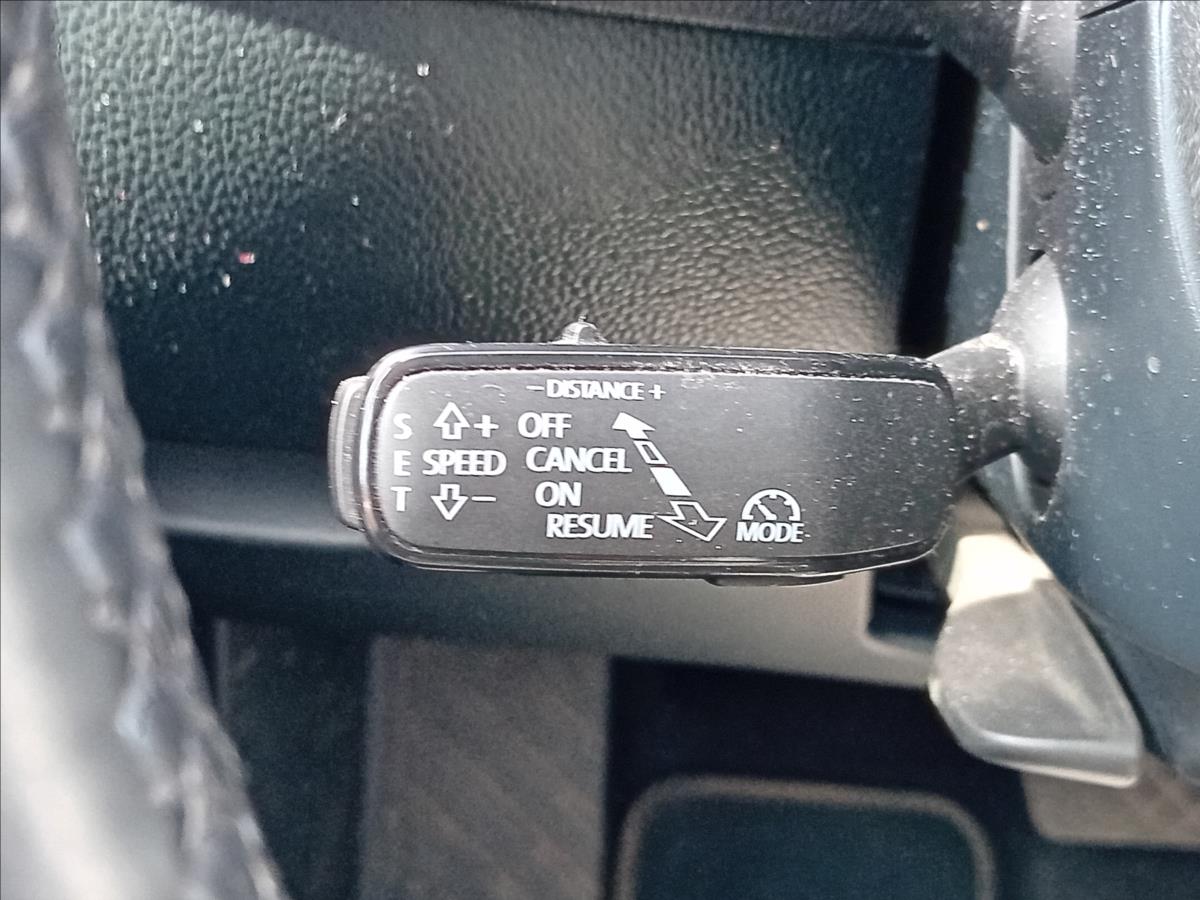 - DISTANCE +
S + OFF
E SPEED CANCEL
T - ON
RESUME
MODE